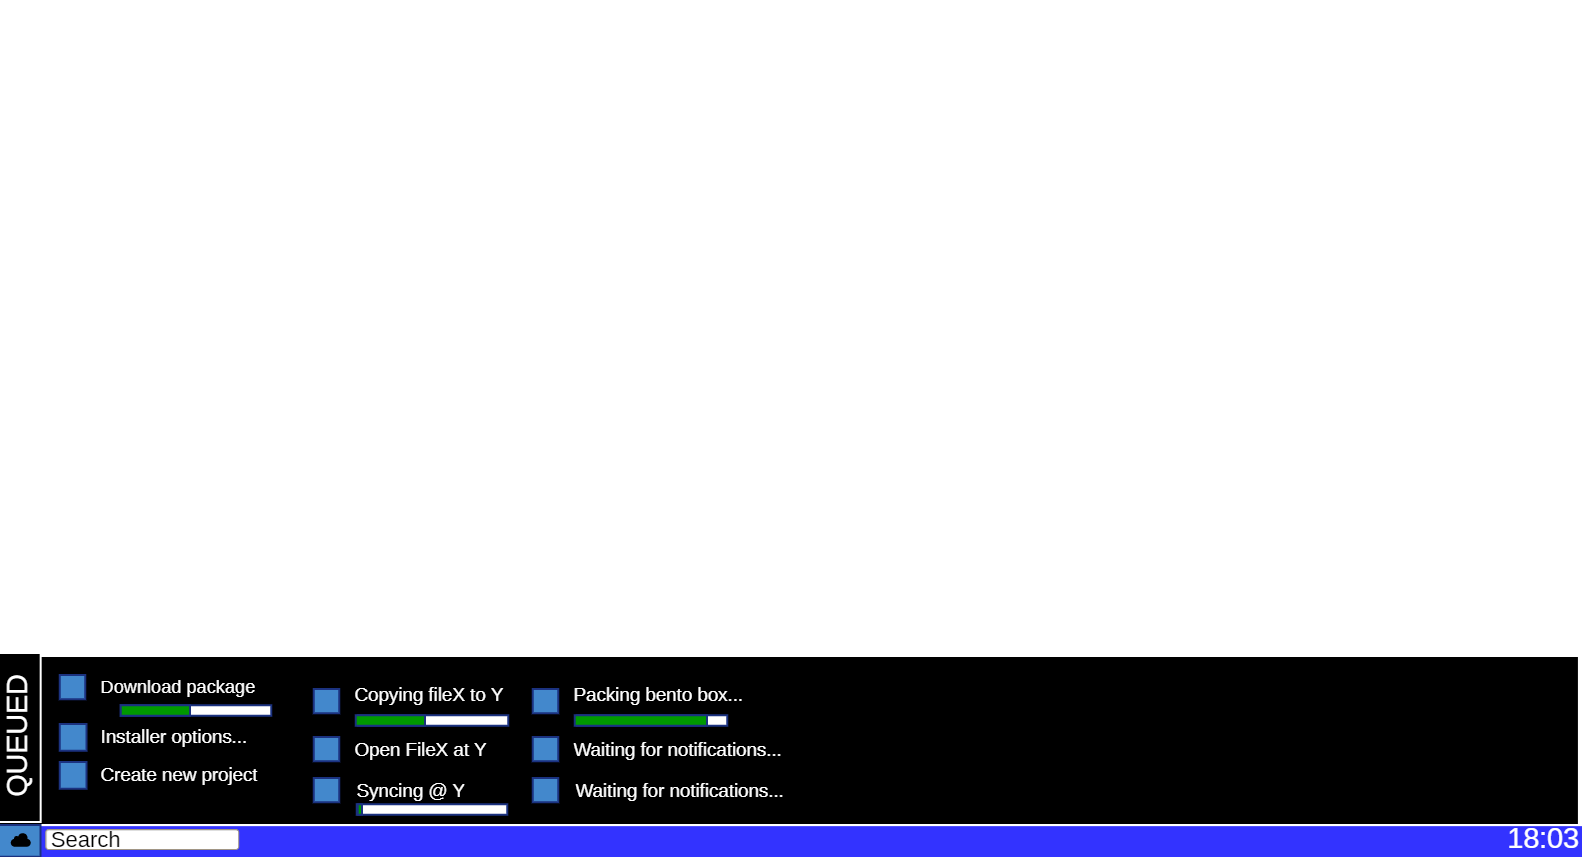 QUEUED
Download package
Installer options...
Create new project
Copying fileX to Y
Open FileX at Y
Syncing @ Y
Packing bento box...
Waiting for notifications...
Waiting for notifications...
Search
18:03